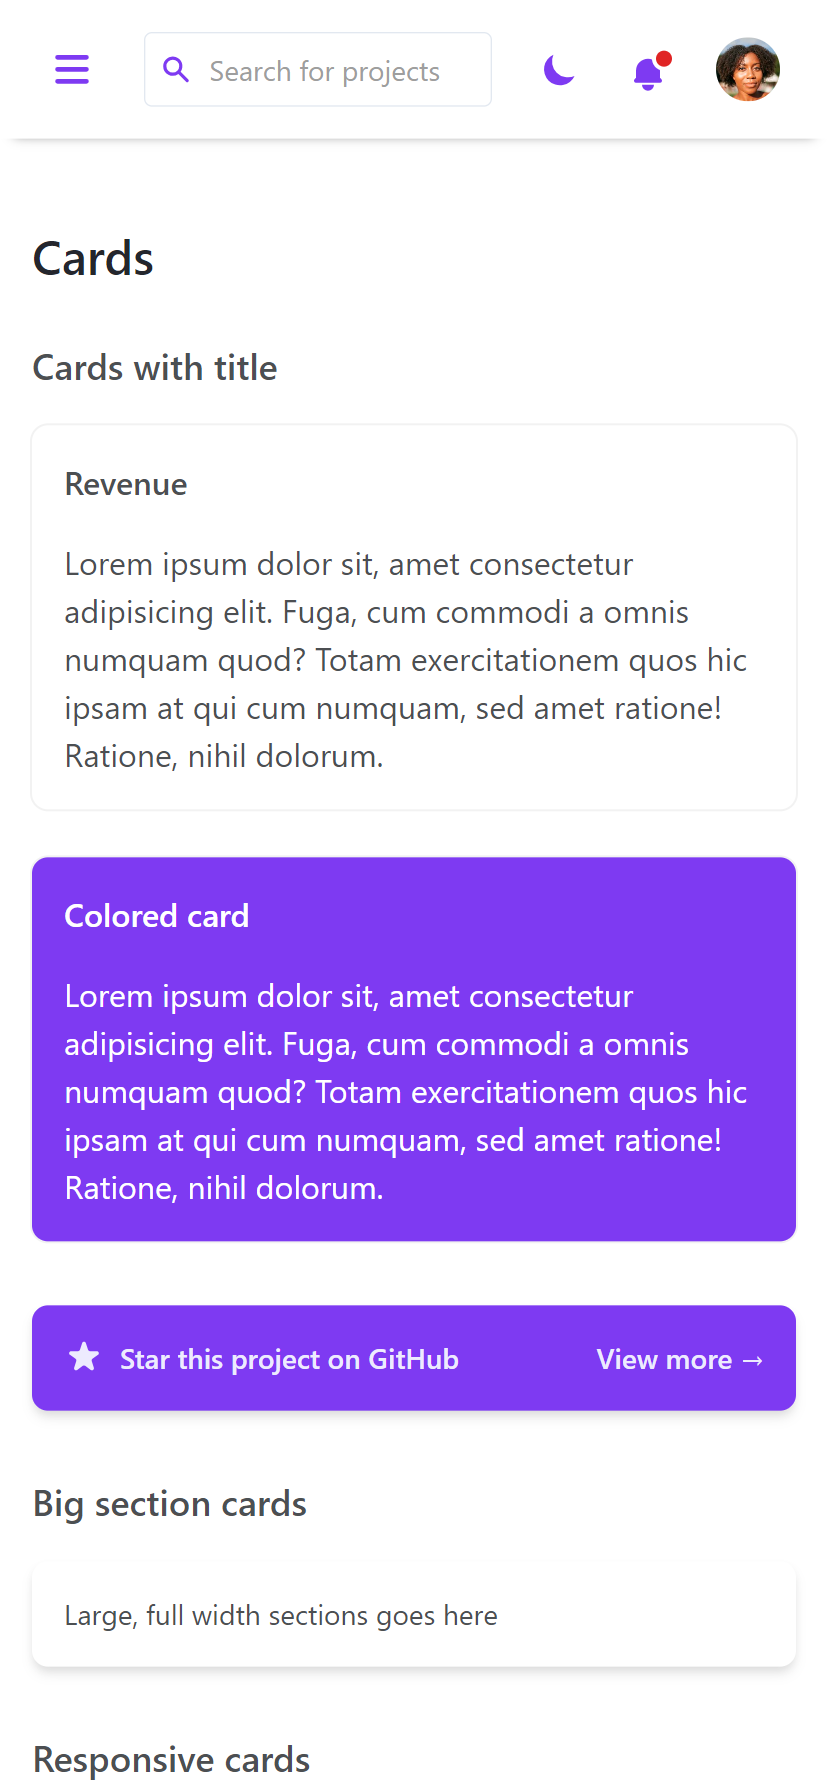 Search for projects
Cards
Cards with title
Revenue
Lorem ipsum dolor sit, amet consectetur
adipisicing elit. Fuga, cum commodi a omnis
numquam quod? Totam exercitationem quos hic
ipsam at qui cum numquam, sed amet ratione!
Ratione, nihil dolorum.
Colored card
Lorem ipsum dolor sit, amet consectetur
adipisicing elit. Fuga, cum commodi a omnis
numquam quod? Totam exercitationem quos hic
ipsam at qui cum numquam, sed amet ratione!
Ratione, nihil dolorum.
Star this project on GitHub View more →
Big section cards
Large, full width sections goes here
Responsive cards